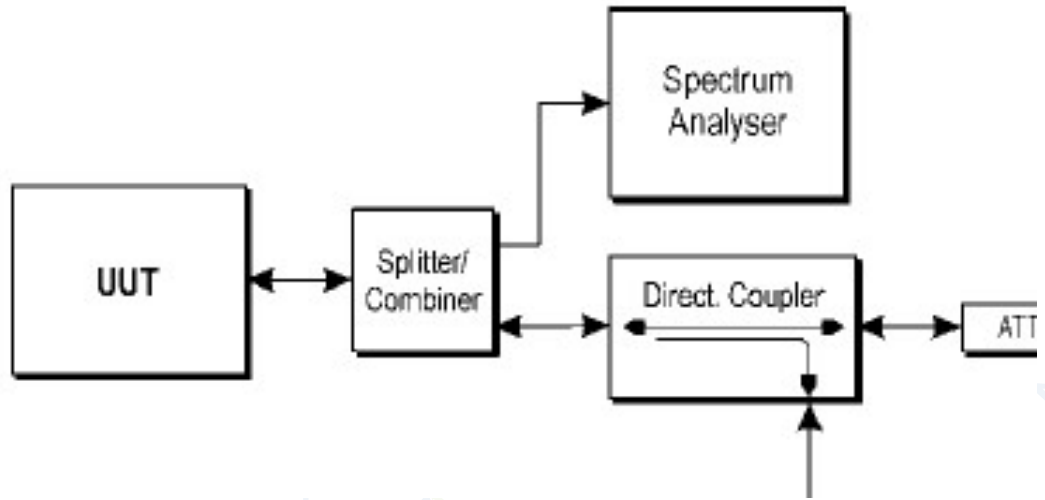 Spectrum
Analyser
UUT
Splitter/
Combiner
Direct. Coupler
ATT